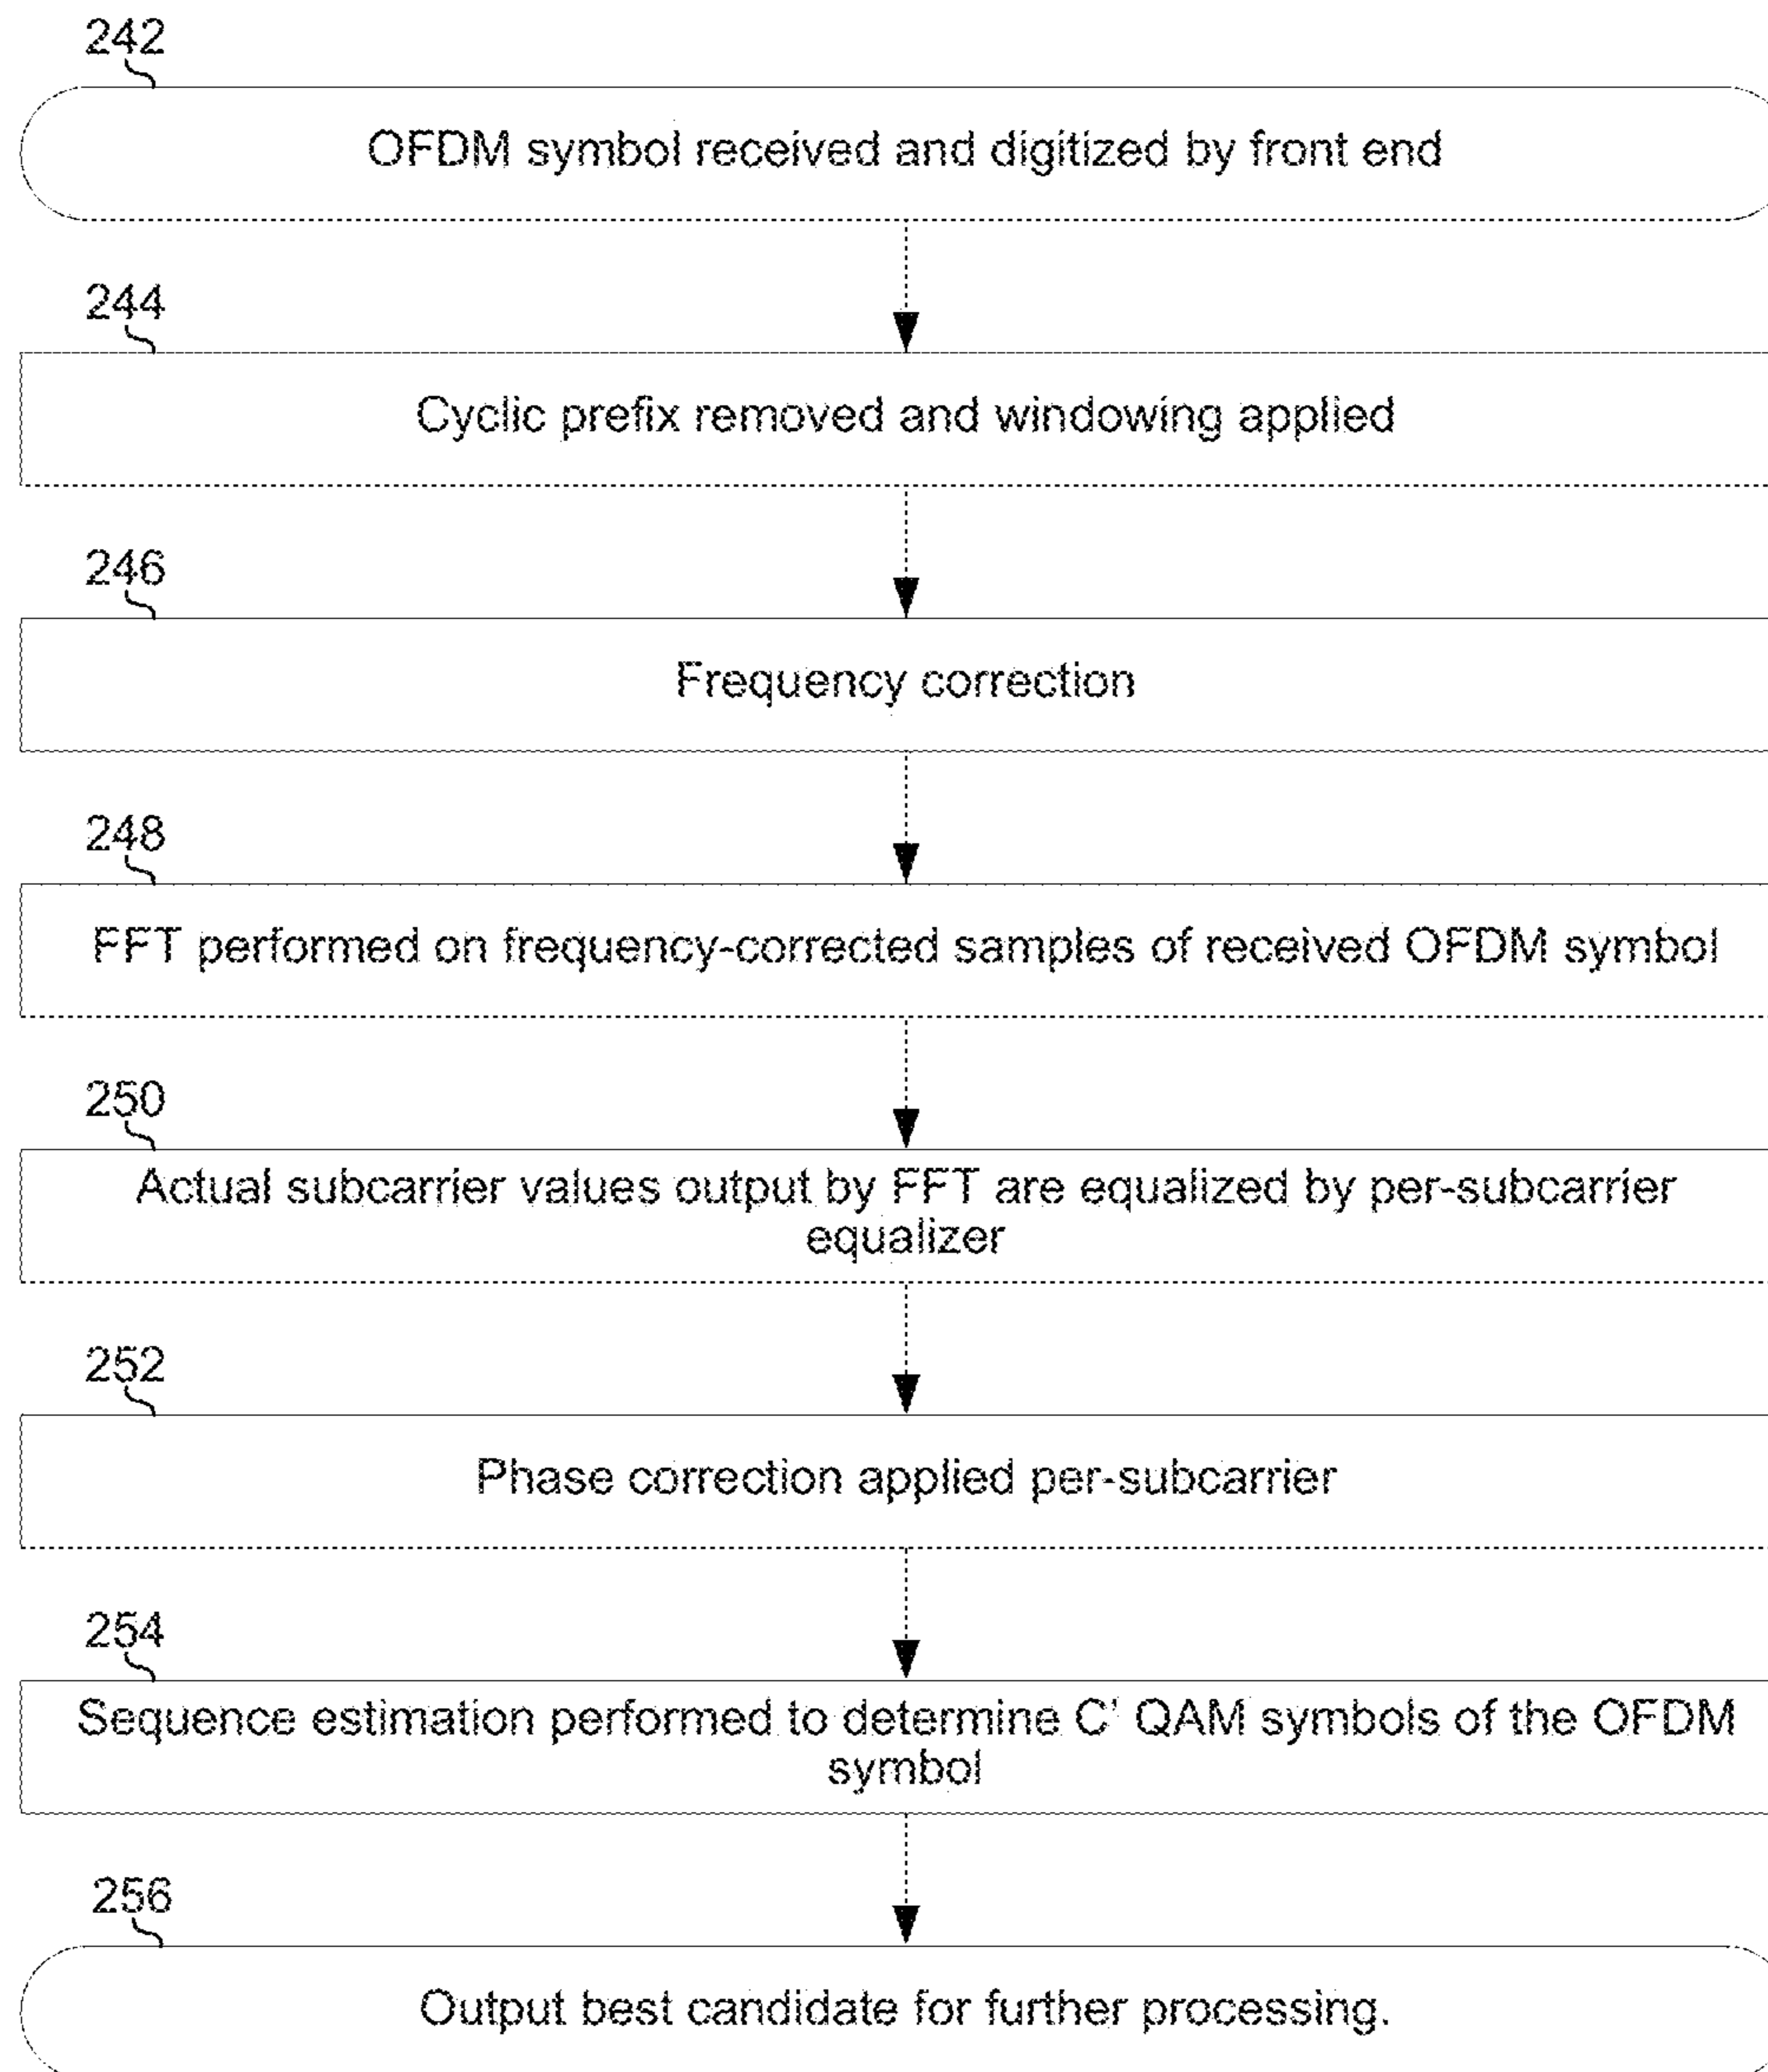 242
OFDM symbol received and digitized by front end
244
Cyclic prefix removed and windowing applied
246
Frequency correction
248
FFT performed on frequency-corrected samples of received OFDM symbol
250
Actual subcarrier values output by FFT are equalized by per-subcarrier
equalizer
252
Phase correction applied per-subcarrier
254
Sequence estimation performed to determine C' QAM symbols of the OFDM
symbol
256
Output best candidate for further processing.